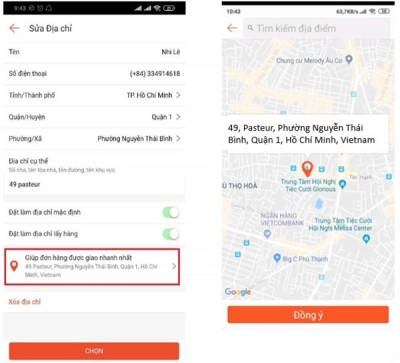 9:43
Sửa Địa chỉ
Tên
Nhi Lê
Số điện thoại
(+84) 334914618
Tỉnh/Thành phố
TP. Hồ Chí Minh
Quận/Huyện
Quận 1
Phường/Xã
Phường Nguyễn Thái Bình
Địa chỉ cụ thể
Số nhà, tên tòa nhà, tên đường, tên khu vực
49 pasteur
Đặt làm địa chỉ mặc định
Đặt làm địa chỉ lấy hàng
Giúp đơn hàng được giao nhanh nhất
49 Pasteur, Phường Nguyễn Thái Bình, Quận 1, Hồ Chí
Minh, Vietnam
Xóa địa chỉ
CHỌN
10:43
63,7KB/s
Tìm kiếm địa điểm
Chung cư Melody Âu Cơ
49, Pasteur, Phường Nguyễn Thái
Bình, Quận 1, Hồ Chí Minh, Vietnam
Trung Tâm Hội Nghị
Tiệc Cưới Glorious
PHÚ THỌ HOÀ
NGÂN HÀNG
VIETCOMBANK
Trung Tâm Tiệc Cưới
Hội Nghị Melisa Center
Big C Phú Thạnh
Google
Đồng ý